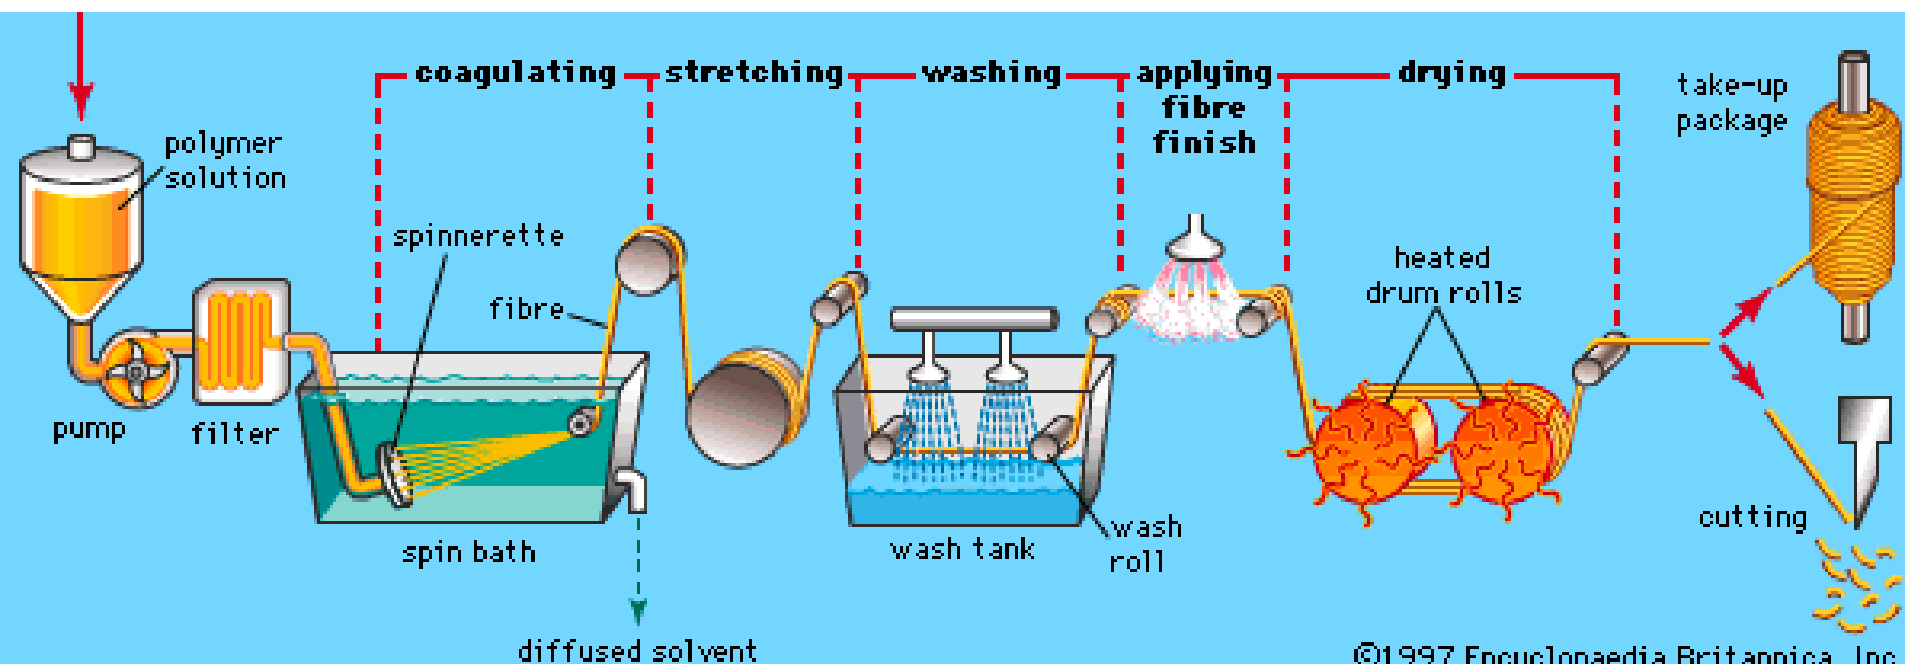 coagulating
stretching
washing
applying
fibre
finish
drying
take-up
package
polymer
solution
spinnerette
fibre
heated
drum rolls
pump
filter
cutting
spin bath
wash tank
wash
roll
diffused solvent
©1997 Encyclopaedia Britannica, Inc